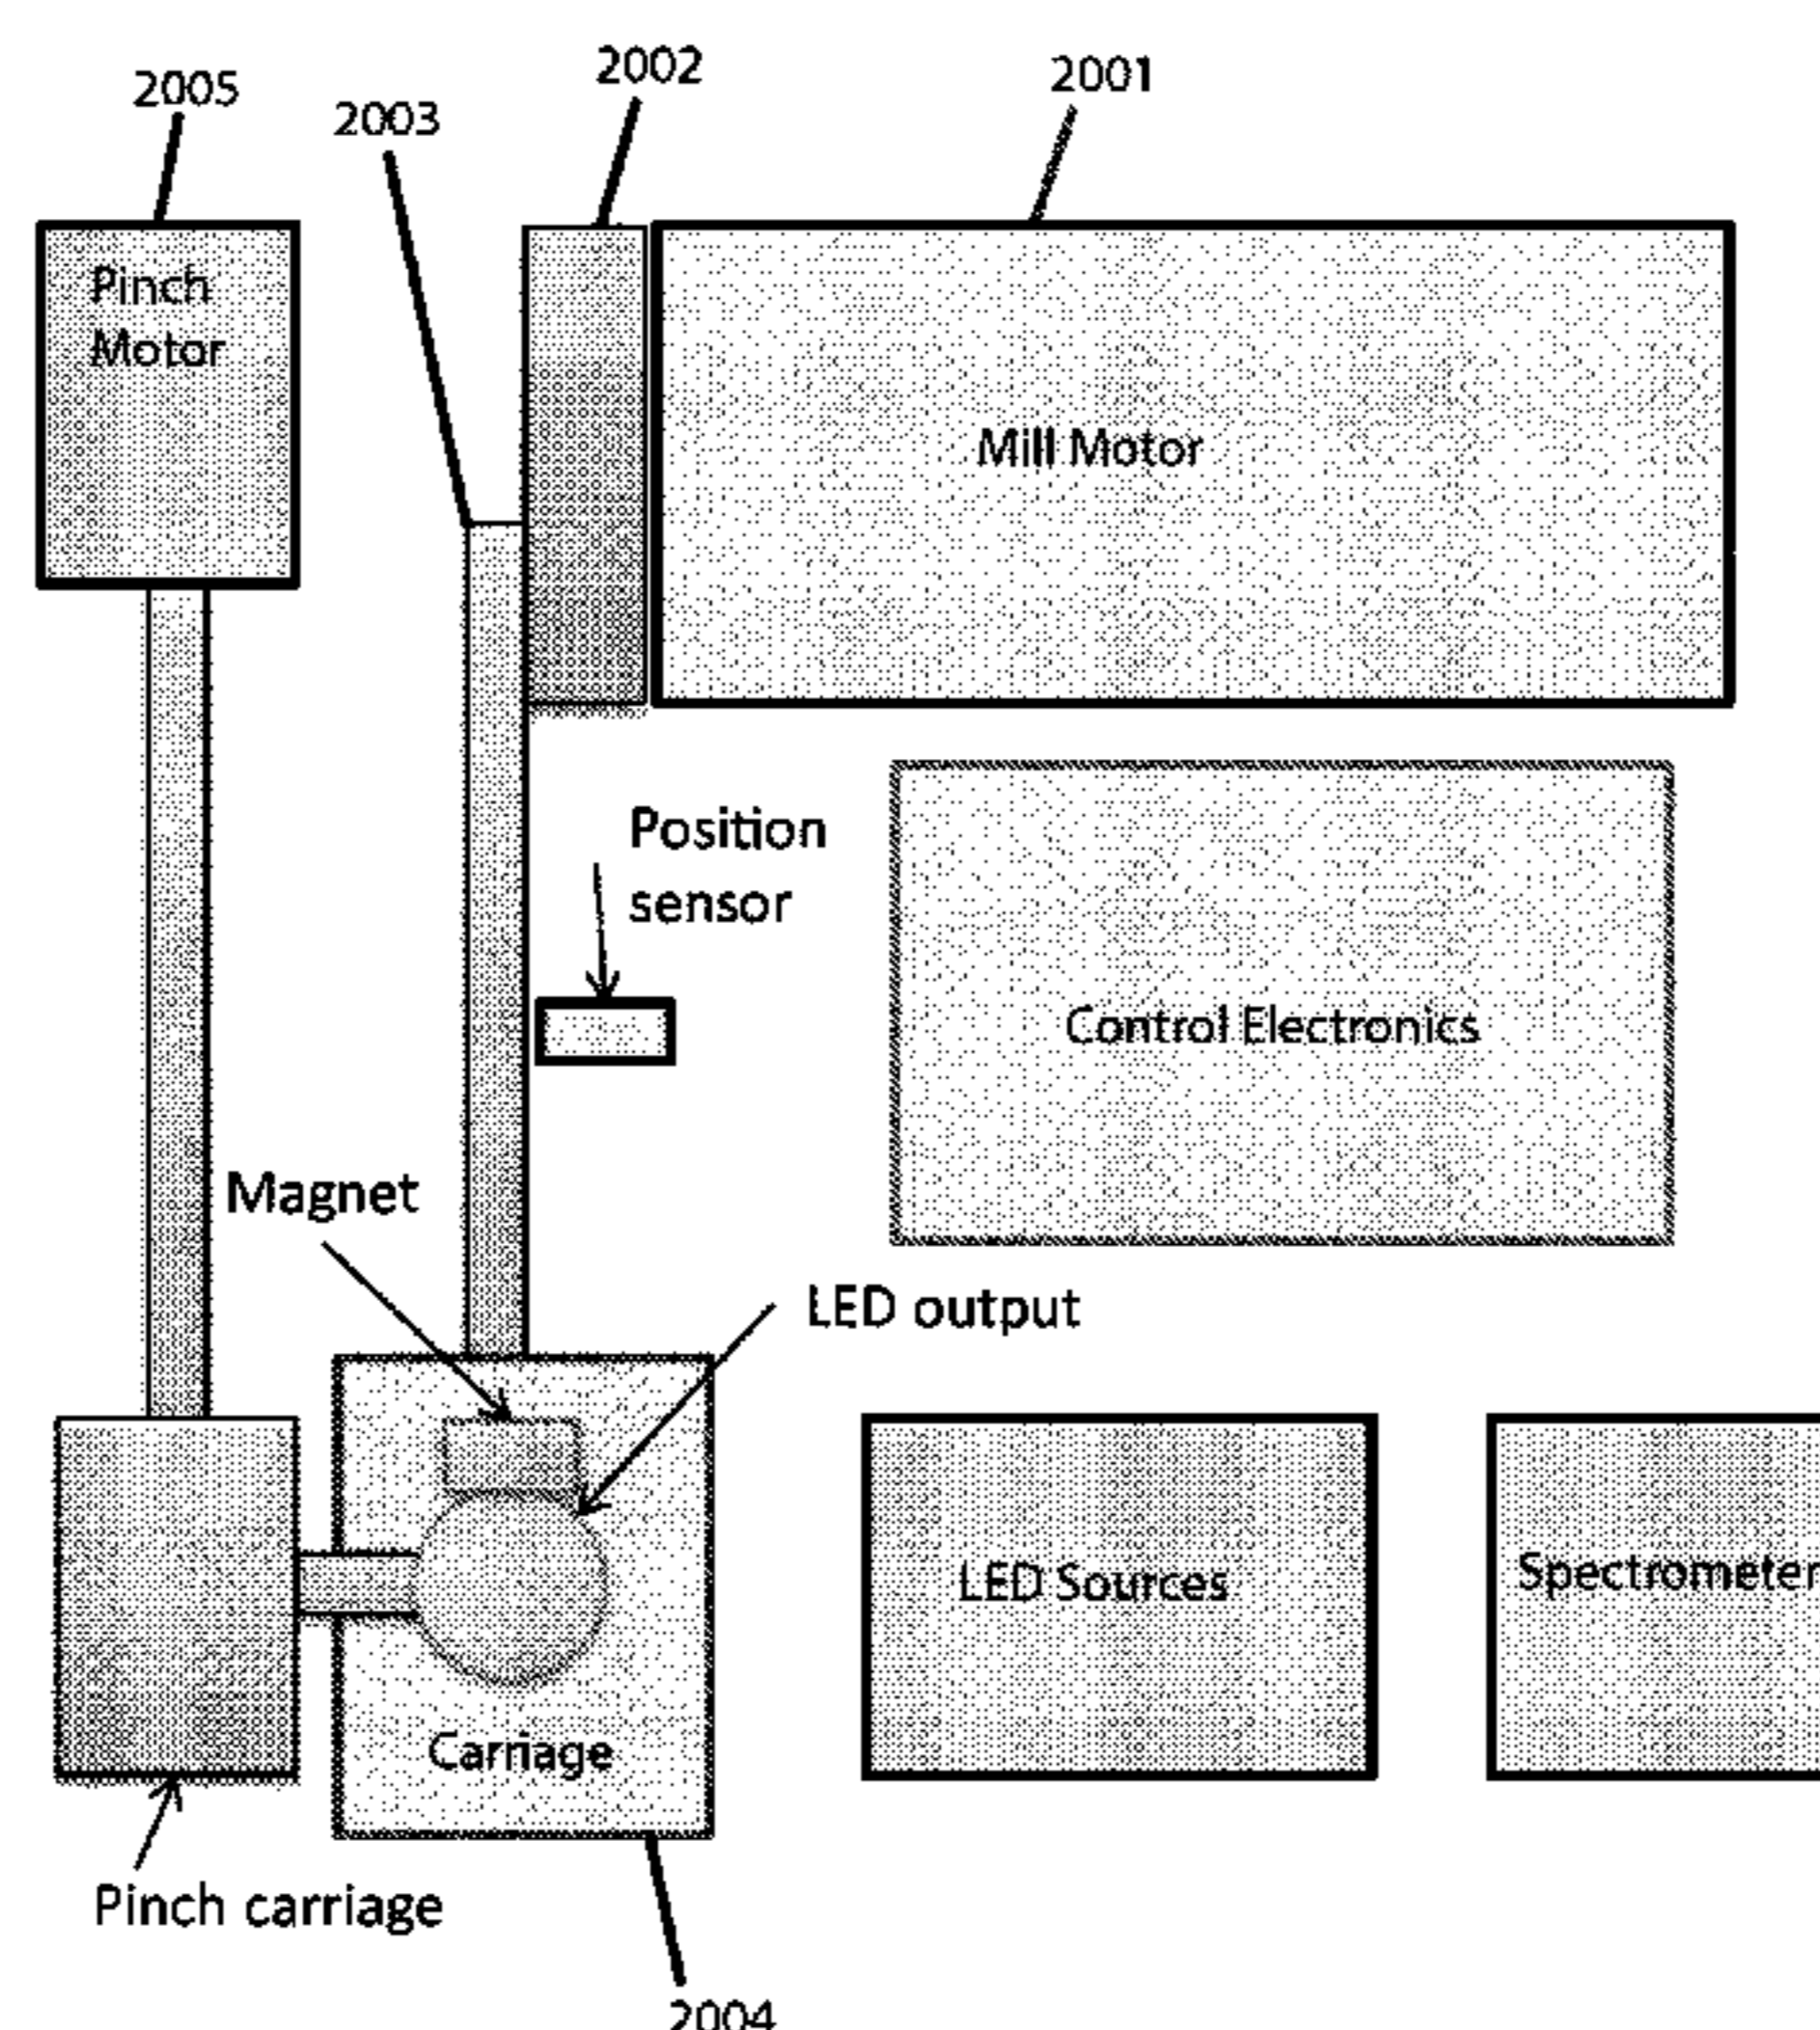 2005
2003
2002
2001
Pinch
Motor
Mill Motor
Position
sensor
Control Electronics
Magnet
LED output
LED Sources
Spectrometer
Carriage
Pinch carriage
2004